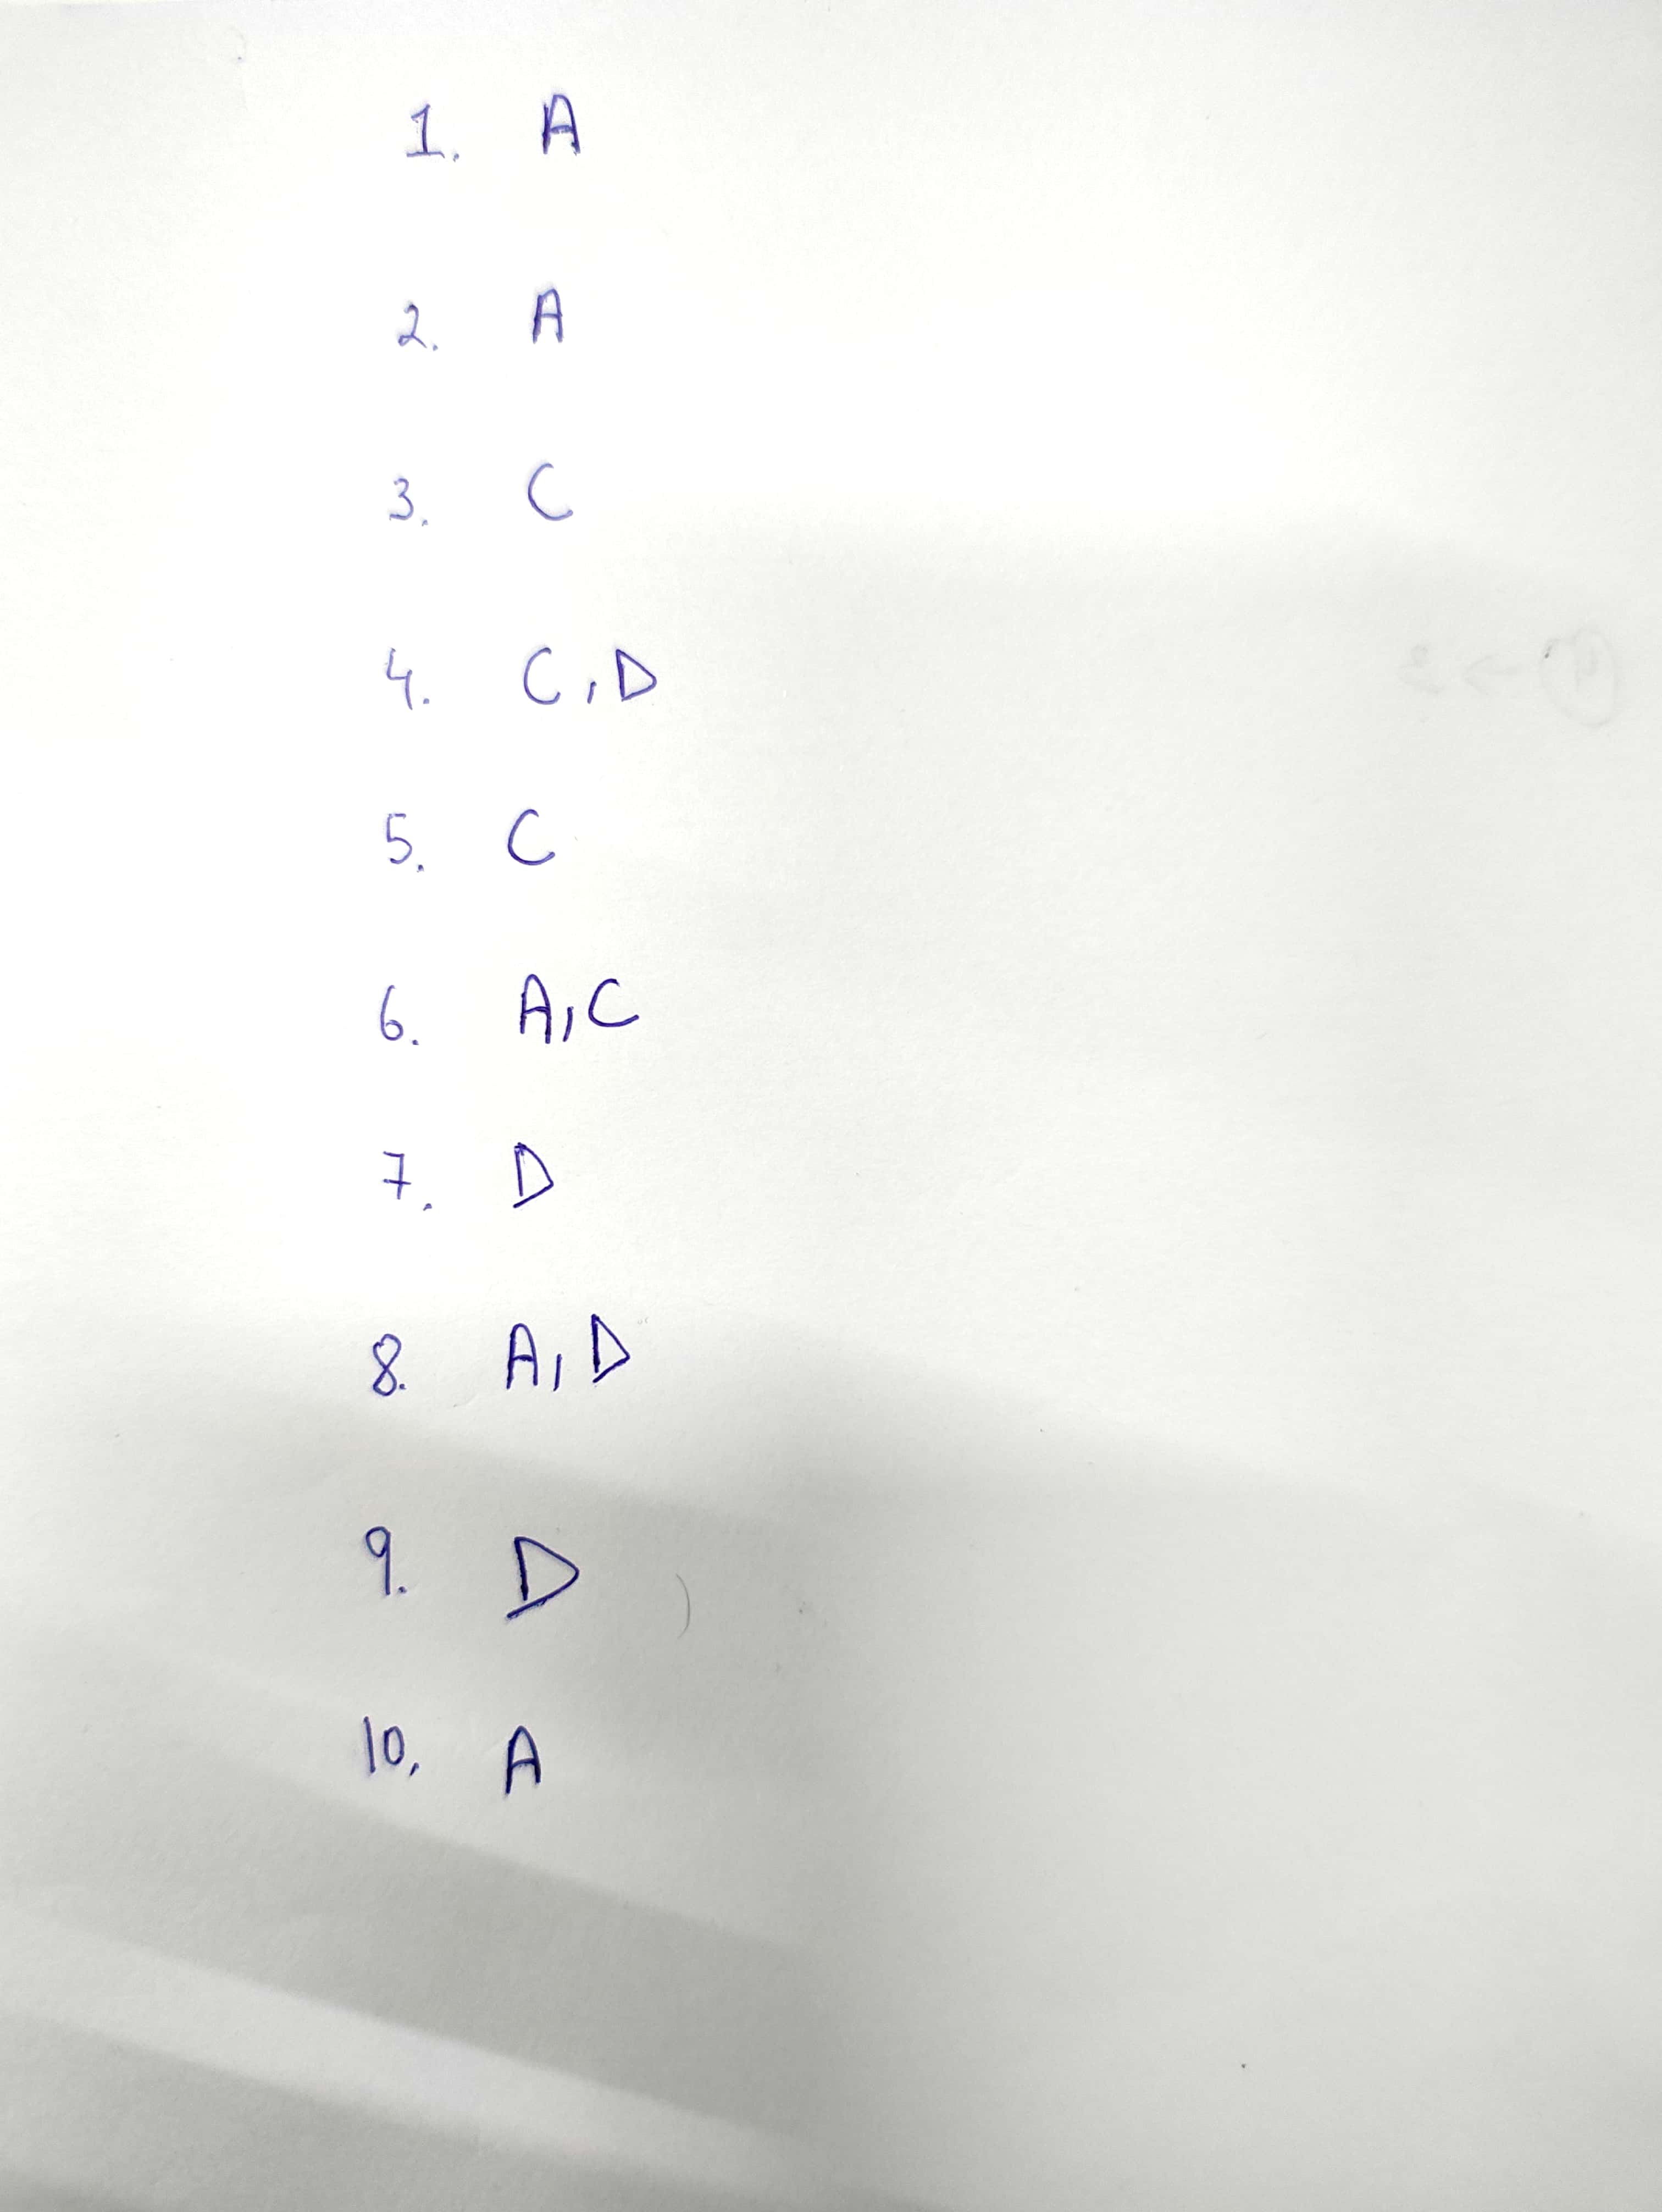 1. A
2. A
3. C
4. C, D
5. C
6. A, C
7. D
8. A, D
9. D
10. A